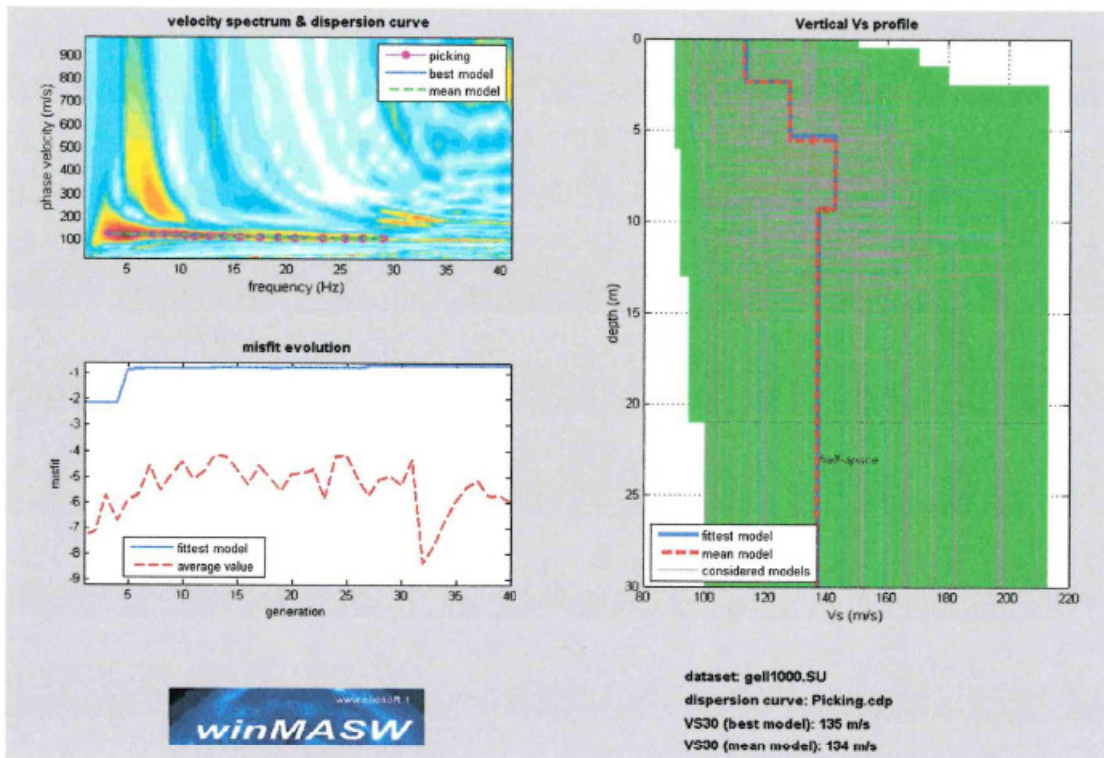 velocity spectrum & dispersion curve
900
800
700
600
500
400
300
200
100
phase velocity (m/s)
picking
best model
mean model
5 10 15 20 25 30 35 40
frequency (Hz)
misfit evolution
-1
-2
-3
-4
-5
-6
-7
-8
-9
misfit
fittest model
average value
5 10 15 20 25 30 35 40
generation
winMASW
Vertical Vs profile
0
5
10
15
20
25
30
depth (m)
half-space
fittest model
mean model
considered models
80 100 120 140 160 180 200 220
Vs (m/s)
dataset: gell1000.SU
dispersion curve: Picking.cdp
VS30 (best model): 135 m/s
VS30 (mean model): 134 m/s